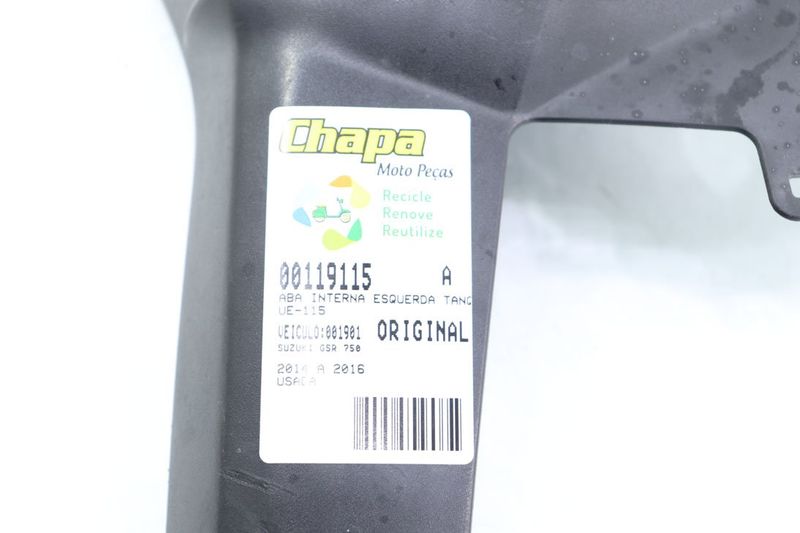 Chapa
Moto Peças
Recicle
Renove
Reutilize
00119115 A
ABA INTERNA ESQUERDA TANQ
UE-115
VEICULO:001901 ORIGINAL
SUZUKI GSR 750
2014 A 2016
USADA